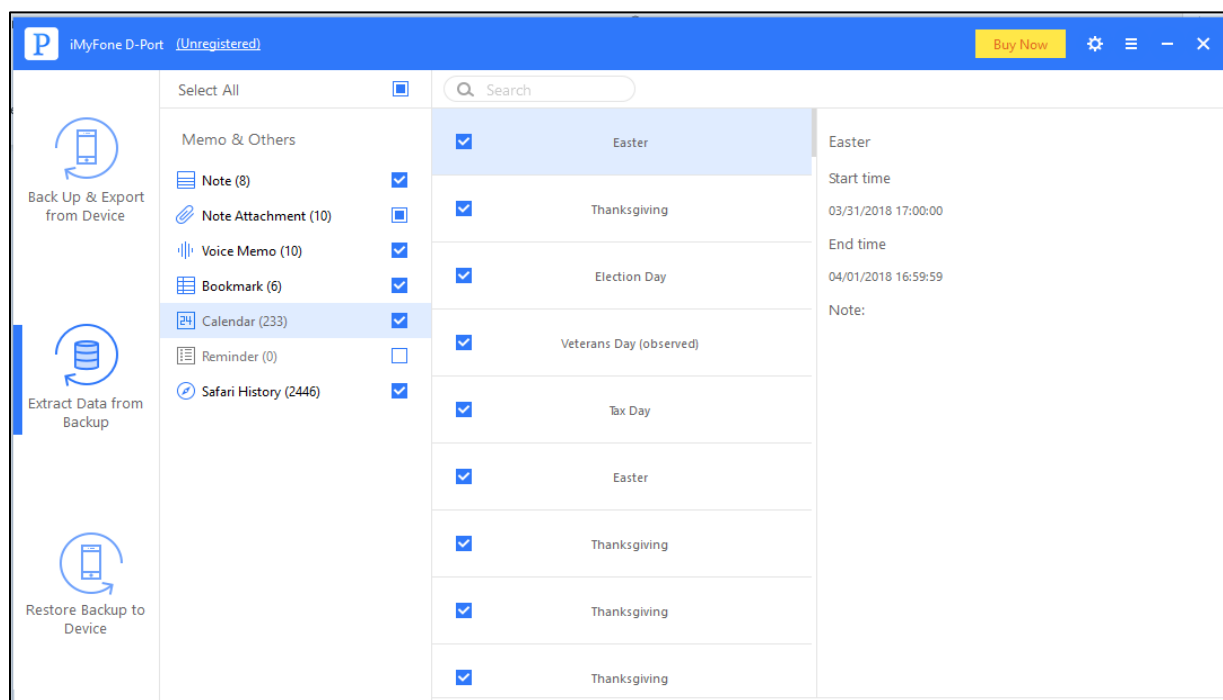 P iMyFone D-Port (Unregistered) Buy Now
Back Up & Export
from Device
Extract Data from
Backup
Restore Backup to
Device
Select All
Memo & Others
Note (8)
Note Attachment (10)
Voice Memo (10)
Bookmark (6)
24 Calendar (233)
Reminder (0)
Safari History (2446)
Search
Easter
Thanksgiving
Election Day
Veterans Day (observed)
Tax Day
Easter
Thanksgiving
Thanksgiving
Thanksgiving
Easter
Start time
03/31/2018 17:00:00
End time
04/01/2018 16:59:59
Note: